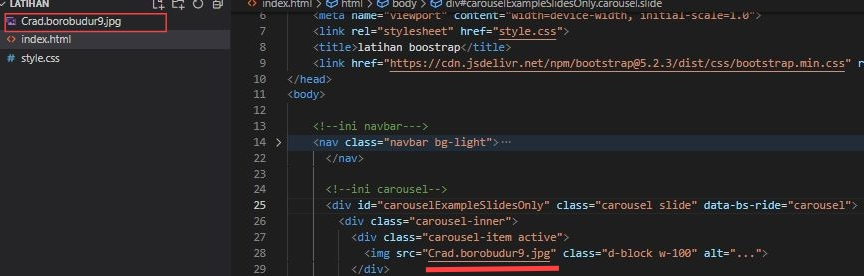 LATIHAN
Crad.borobudur9.jpg
<> index.html
# style.css
<> index.html > html > body > div#carouselExampleSlidesOnly.carousel.slide
6 <meta name="viewport" content="width=device-width, initial-scale=1.0">
7 <link rel="stylesheet" href="style.css">
8 <title>latihan boostrap</title>
9 <link href="https://cdn.jsdelivr.net/npm/bootstrap@5.2.3/dist/css/bootstrap.min.css" r
10 </head>
11 <body>
12
13 <!--ini navbar--->
14 > <nav class="navbar bg-light">…
22 </nav>
23
24 <!--ini carousel-->
25 <div id="carouselExampleSlidesOnly" class="carousel slide" data-bs-ride="carousel">
26 <div class="carousel-inner">
27 <div class="carousel-item active">
28 <img src="Crad.borobudur9.jpg" class="d-block w-100" alt="...">
29 </div>